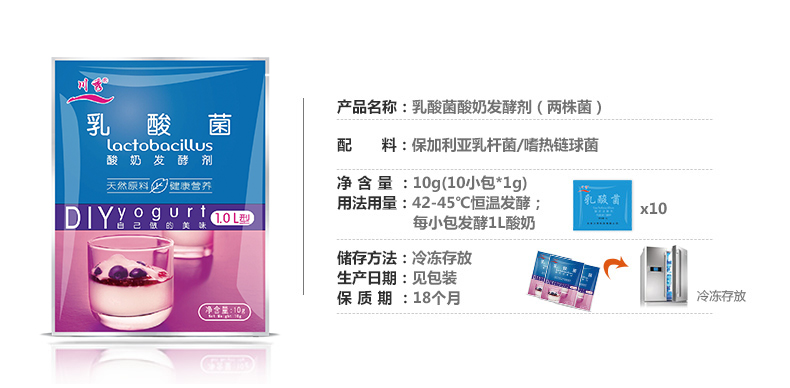 川秀®
乳酸菌
lactobacillus
酸奶发酵剂
天然原料 健康营养
DIYyogurt 1.0L型
自己做的美味
净含量:10g
Net Weight: 10g
产品名称：乳酸菌酸奶发酵剂（两株菌）
配 料：保加利亚乳杆菌/嗜热链球菌
净 含 量：10g(10小包*1g)
用法用量：42-45℃恒温发酵；
每小包发酵1L酸奶
乳酸菌
x10
储存方法：冷冻存放
生产日期：见包装
保 质 期：18个月
冷冻存放